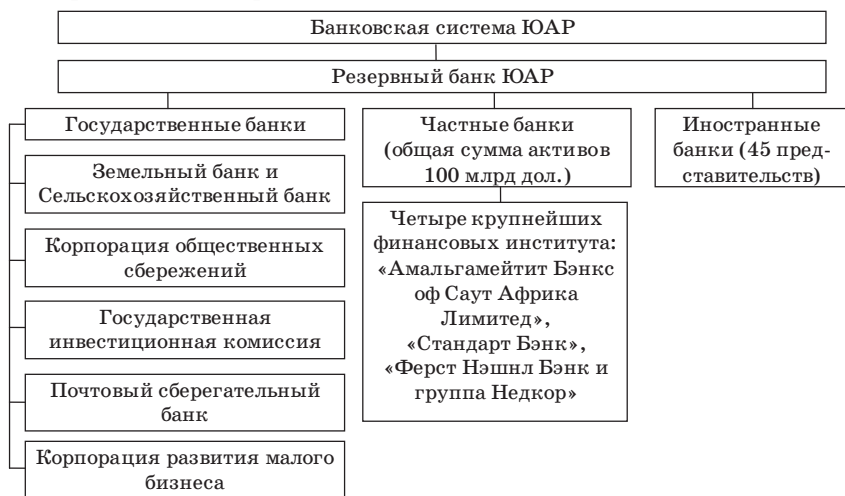 Банковская система ЮАР
Резервный банк ЮАР
Государственные банки
Земельный банк и
Сельскохозяйственный банк
Корпорация общественных
сбережений
Государственная
инвестиционная комиссия
Почтовый сберегательный
банк
Корпорация развития малого
бизнеса
Частные банки
(общая сумма активов
100 млрд дол.)
Четыре крупнейших
финансовых института:
«Амальгамейтит Бэнкс
оф Саут Африка
Лимитед»,
«Стандарт Бэнк»,
«Ферст Нэшнл Бэнк и
группа Недкор»
Иностранные
банки (45 пред-
ставительств)